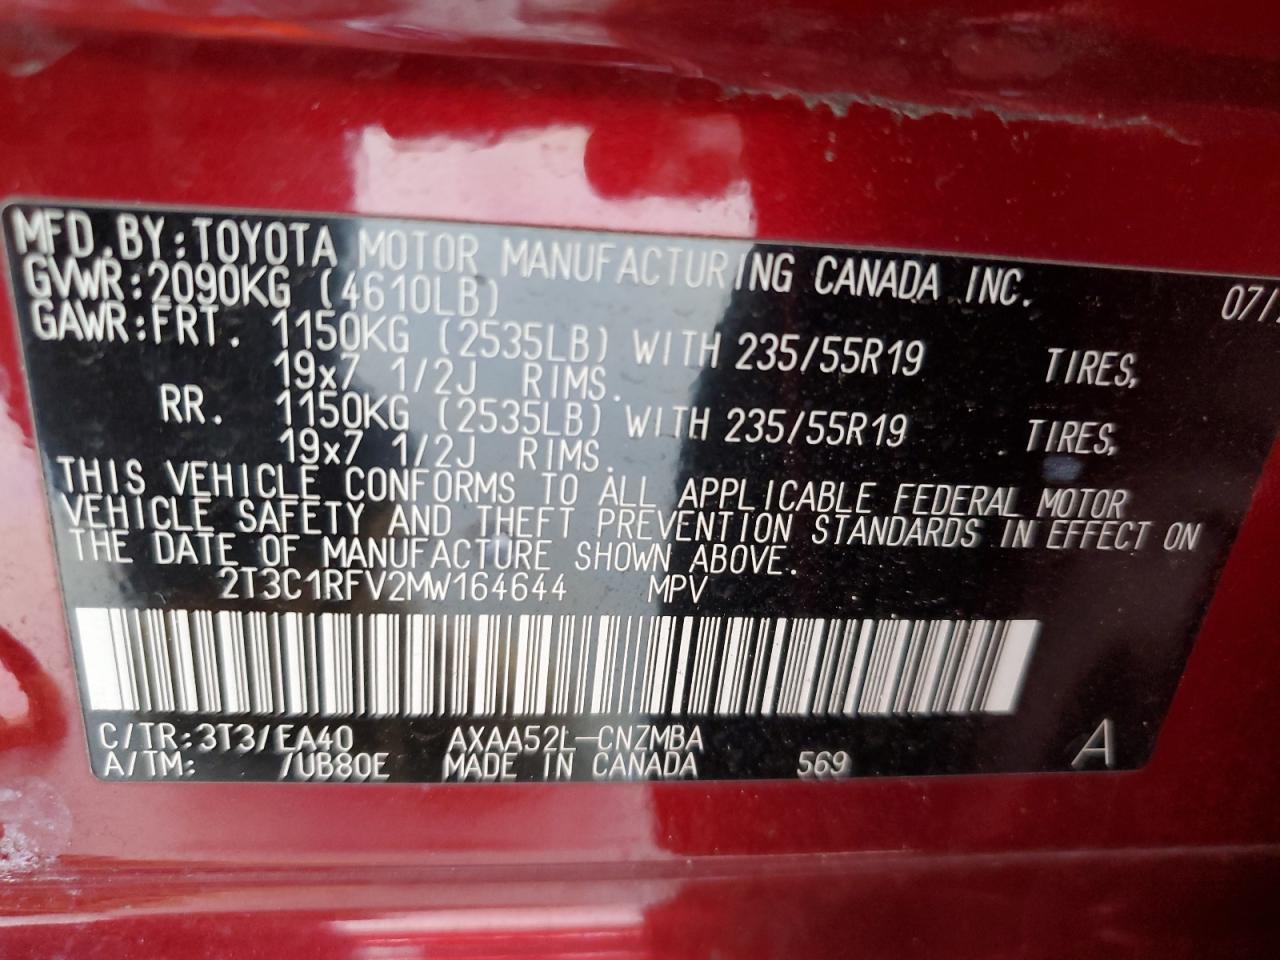 MFD.BY:TOYOTA MOTOR MANUFACTURING CANADA INC.
GVWR:2090KG (4610LB) 07/
GAWR:FRT. 1150KG (2535LB) WITH 235/55R19 TIRES,
19x7 1/2J RIMS.
RR. 1150KG (2535LB) WITH 235/55R19 TIRES,
19x7 1/2J RIMS.
THIS VEHICLE CONFORMS TO ALL APPLICABLE FEDERAL MOTOR
VEHICLE SAFETY AND THEFT PREVENTION STANDARDS IN EFFECT ON
THE DATE OF MANUFACTURE SHOWN ABOVE.
2T3C1RFV2MW164644 MPV
C/TR:3T3/EA40 AXAA52L-CNZMBA
A/TM: /UB80E MADE IN CANADA 569 A